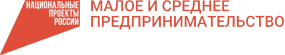 НАЦИОНАЛЬНЫЕ
ПРОЕКТЫ
РОССИИ
МАЛОЕ И СРЕДНЕЕ
ПРЕДПРИНИМАТЕЛЬСТВО